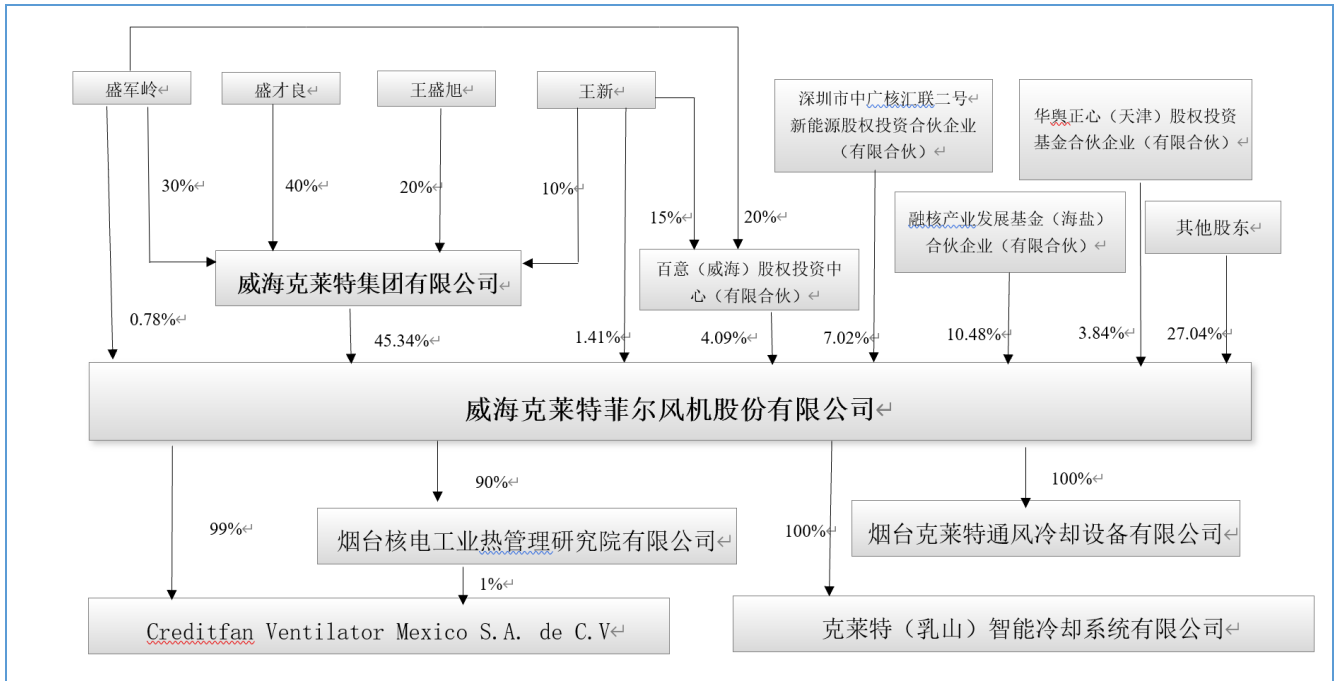 盛军岭
盛才良
王盛旭
王新
深圳市中广核汇联二号
新能源股权投资合伙企业
（有限合伙）
华舆正心（天津）股权投资
基金合伙企业（有限合伙）
30%
40%
20%
10%
15%
20%
融核产业发展基金（海盐）
合伙企业（有限合伙）
其他股东
威海克莱特集团有限公司
百意（威海）股权投资中
心（有限合伙）
0.78%
45.34%
1.41%
4.09%
7.02%
10.48%
3.84%
27.04%
威海克莱特菲尔风机股份有限公司
99%
90%
100%
100%
烟台核电工业热管理研究院有限公司
烟台克莱特通风冷却设备有限公司
1%
Creditfan Ventilator Mexico S.A. de C.V
克莱特（乳山）智能冷却系统有限公司